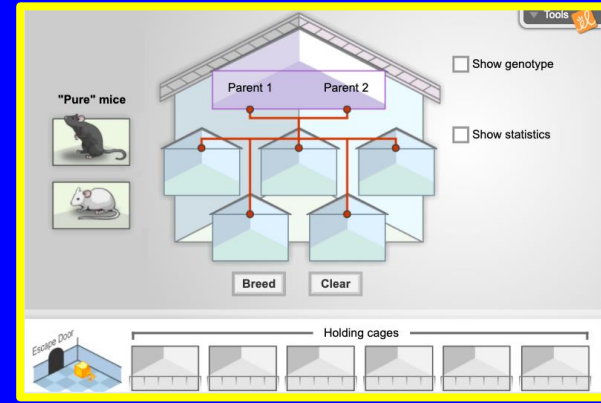 Tools
Parent 1
Parent 2
Show genotype
"Pure" mice
Show statistics
Breed
Clear
Holding cages
Escape Door